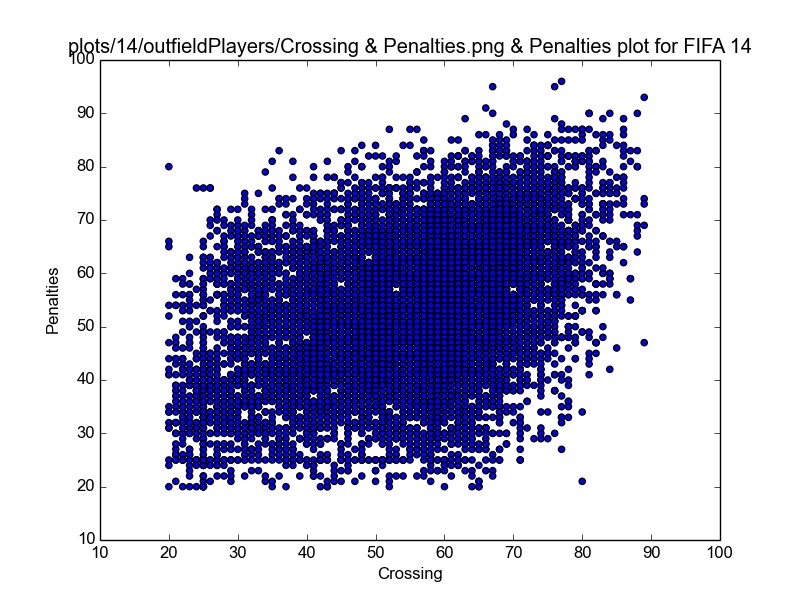 plots/14/outfieldPlayers/Crossing & Penalties.png & Penalties plot for FIFA 14
100
90
80
70
60
50
40
30
20
10
Penalties
10 20 30 40 50 60 70 80 90 100
Crossing